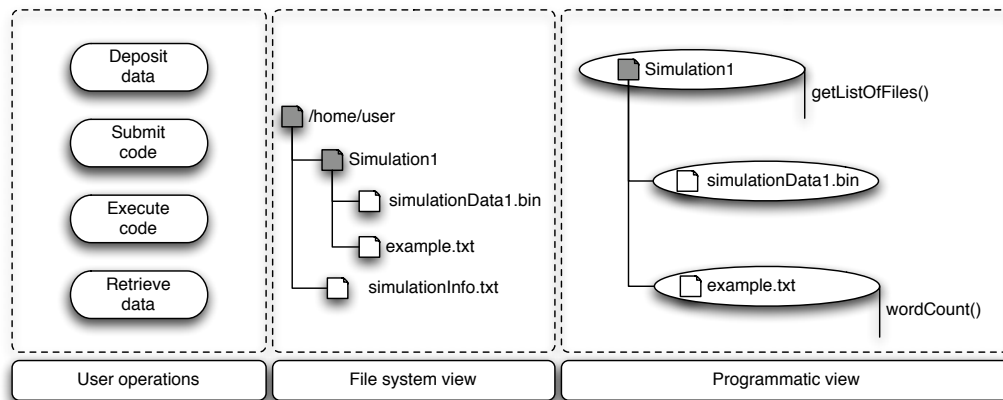 Deposit
data
Submit
code
Execute
code
Retrieve
data
/home/user
Simulation1
simulationData1.bin
example.txt
simulationInfo.txt
Simulation1
getListOfFiles()
simulationData1.bin
example.txt
wordCount()
User operations
File system view
Programmatic view